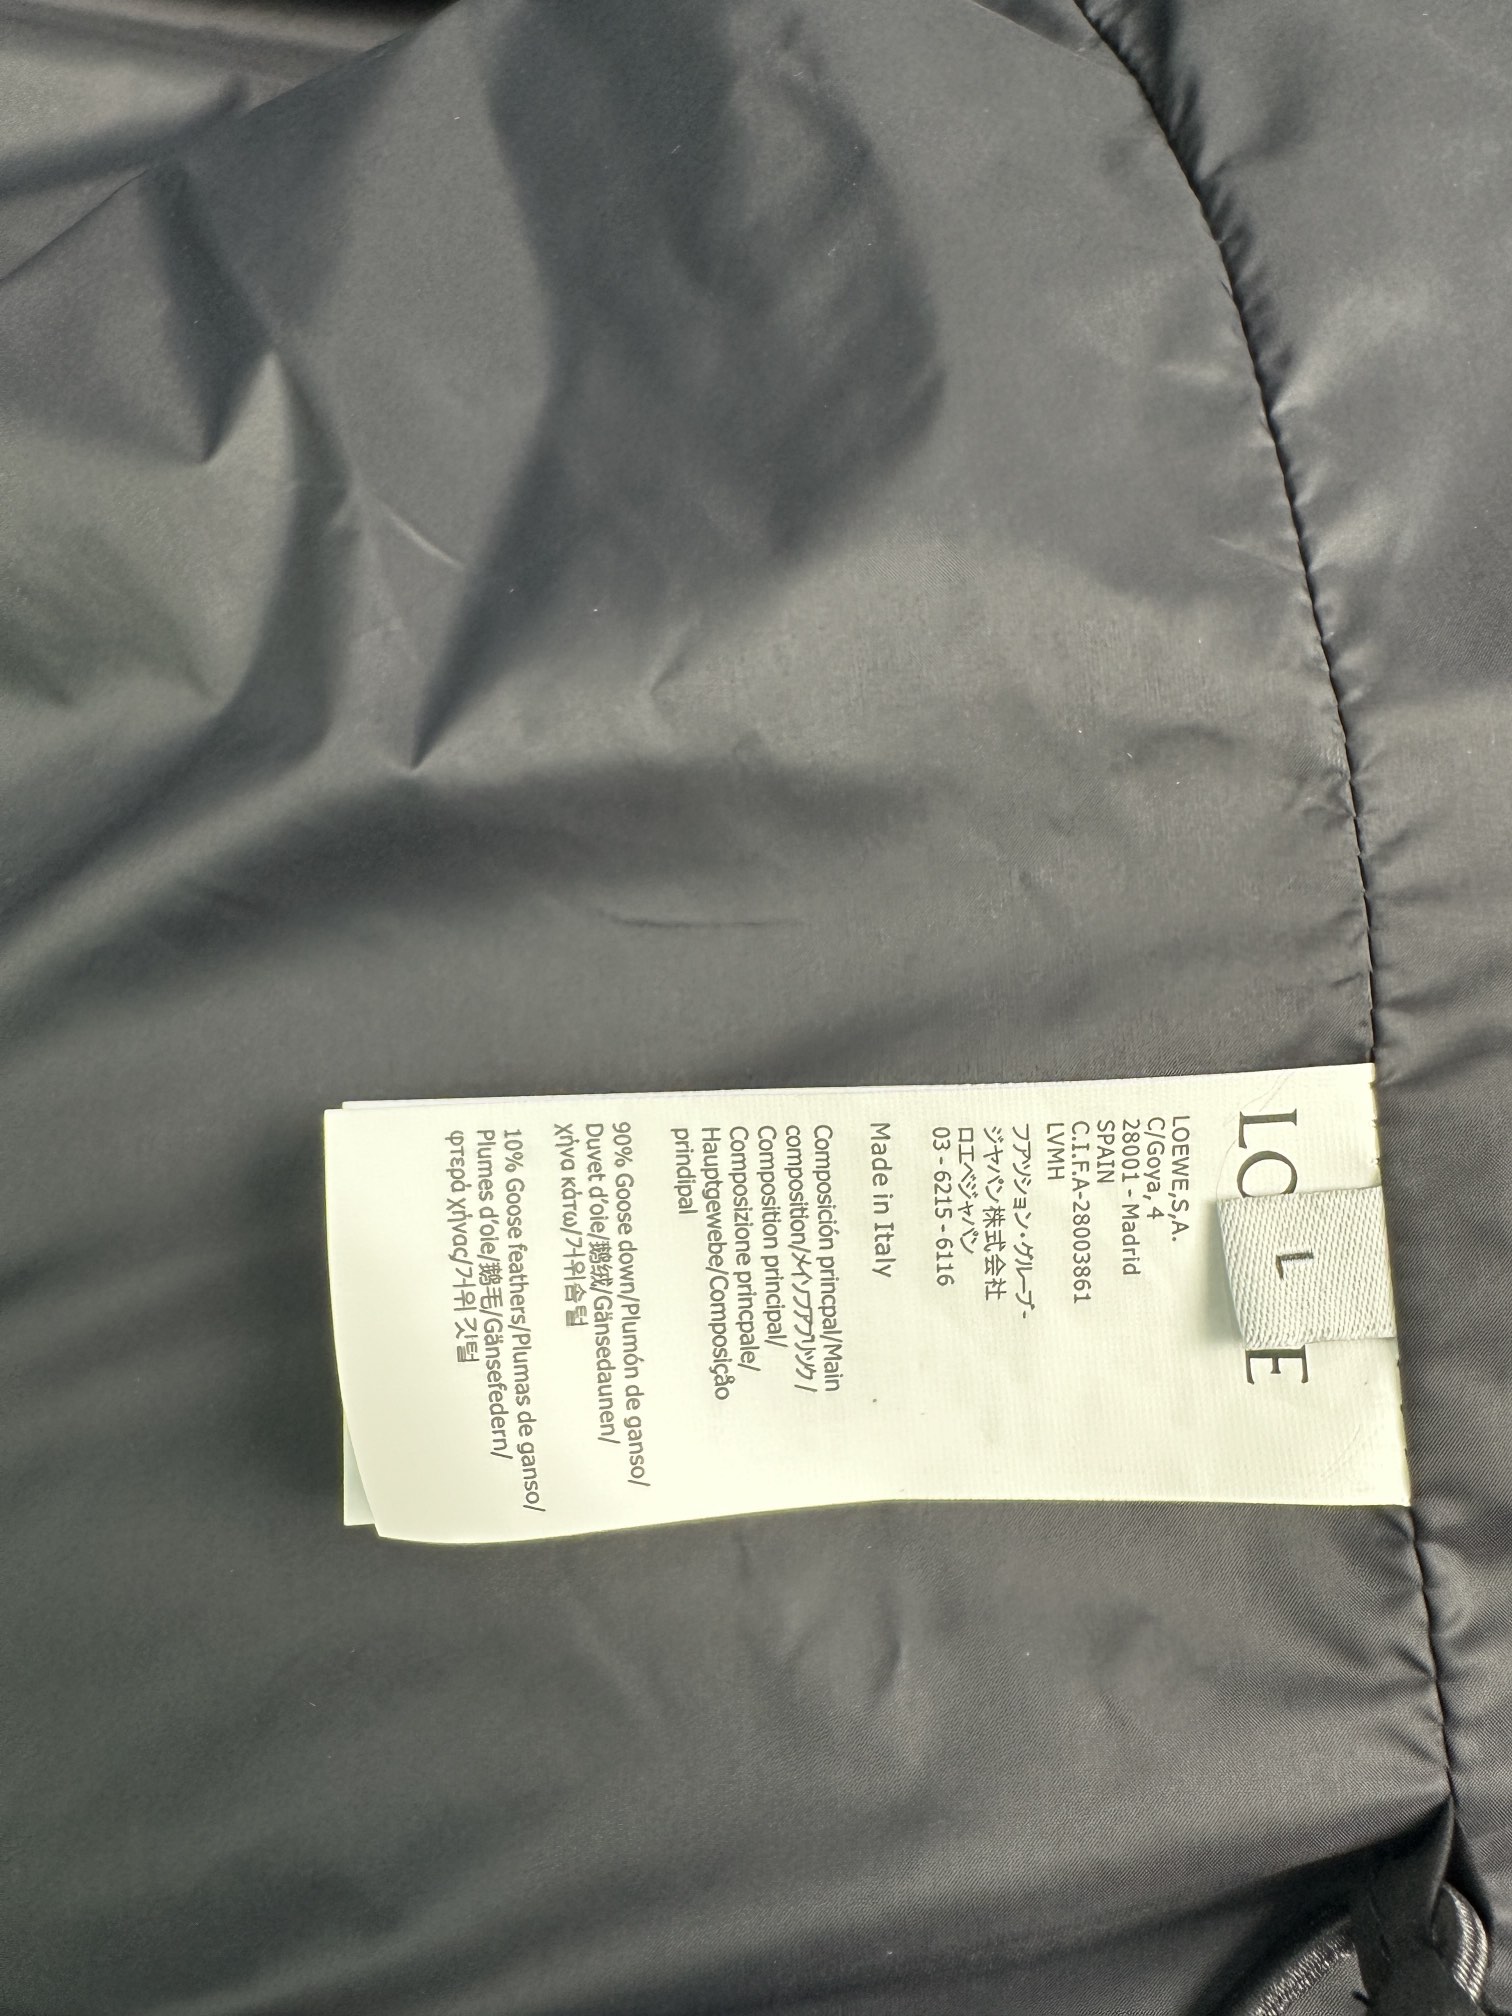 LO E
L
LOEWE,S,A.
C/Goya, 4
28001 - Madrid
SPAIN
C.I.F.A-28003861
LVMH
ファッション・グループ-
ジャパン株式会社
ロエベジャパン
03 - 6215 - 6116
Made in Italy
Composición princpal/Main
composition/メインファブリック/
Composition principal/
Composizione princpale/
Hauptgewebe/Composição
prindipal
90% Goose down/Plumón de ganso/
Duvet d'oie/鹅绒/Gänsedaunen/
χήνα κάτω/거위솜털
10% Goose feathers/Plumas de ganso/
Plumes d'oie/鹅毛/Gänsefedern/
φτερά χήνας/거위 깃털